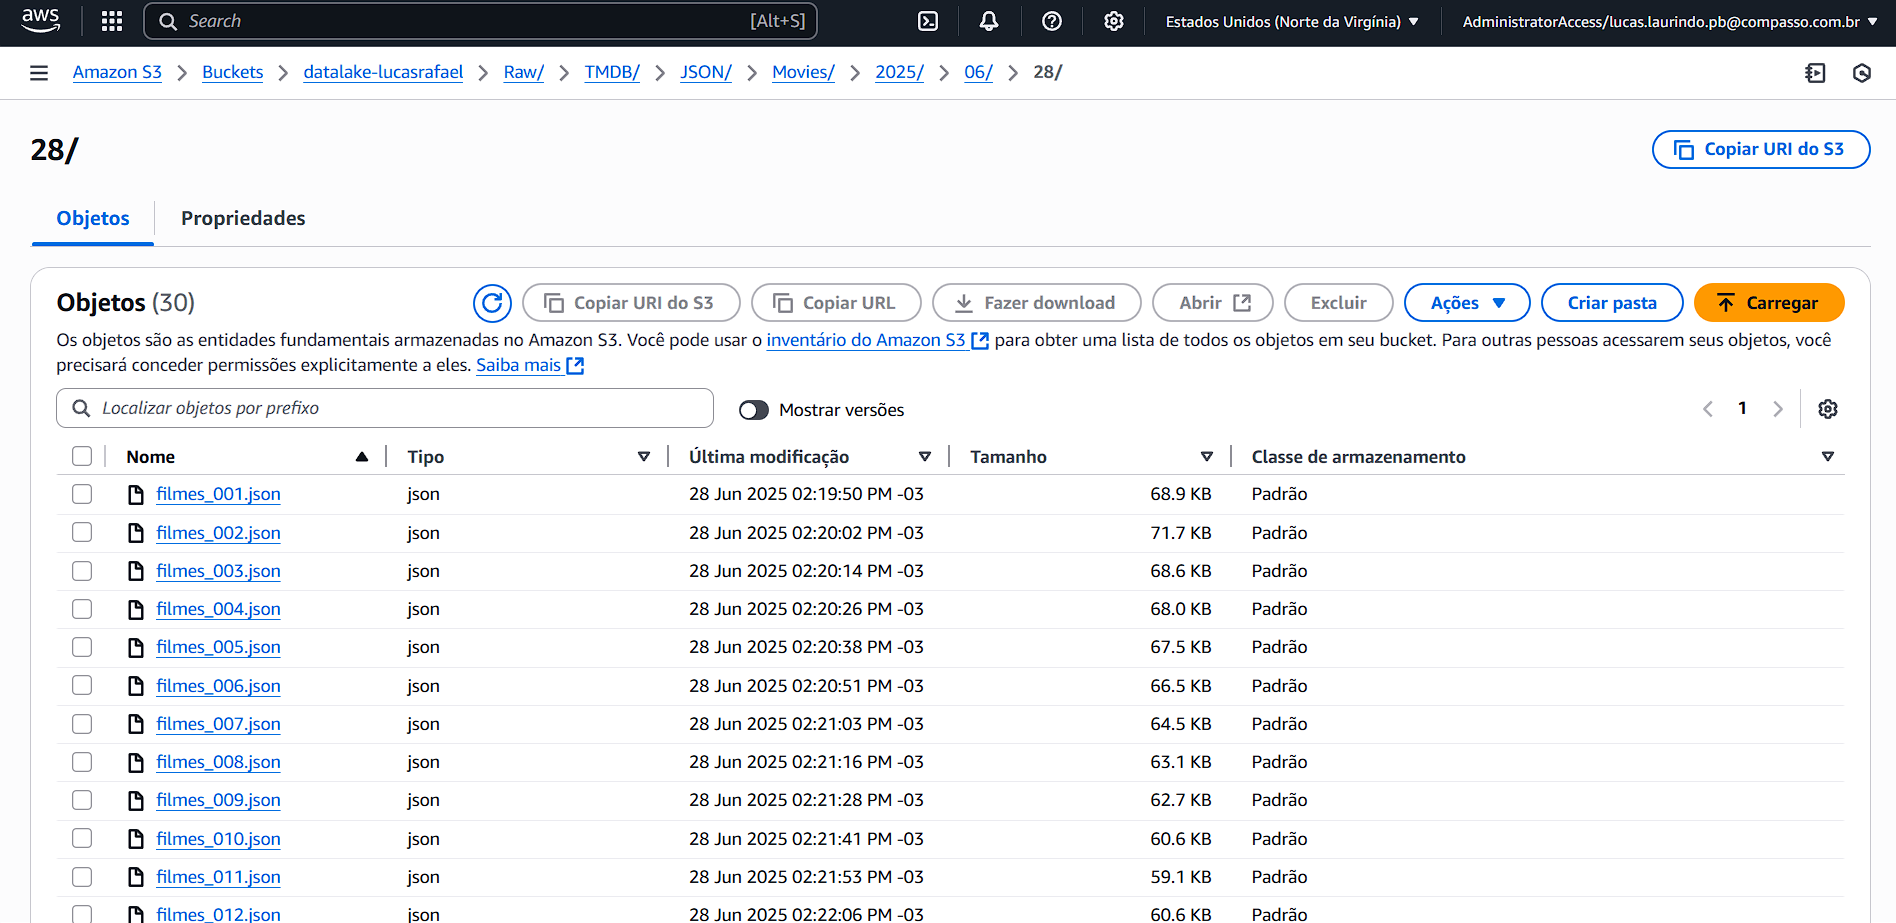 aws Search [Alt+S] Estados Unidos (Norte da Virgínia) AdministratorAccess/lucas.laurindo.pb@compasso.com.br
Amazon S3 Buckets datalake-lucasrafael Raw/ TMDB/ JSON/ Movies/ 2025/ 06/ 28/
28/
Copiar URI do S3
Objetos Propriedades
Objetos (30) Copiar URI do S3 Copiar URL Fazer download Abrir Excluir Ações Criar pasta Carregar
Os objetos são as entidades fundamentais armazenadas no Amazon S3. Você pode usar o inventário do Amazon S3 para obter uma lista de todos os objetos em seu bucket. Para outras pessoas acessarem seus objetos, você
precisará conceder permissões explicitamente a eles. Saiba mais
Localizar objetos por prefixo Mostrar versões 1
Nome Tipo Última modificação Tamanho Classe de armazenamento
filmes_001.json json 28 Jun 2025 02:19:50 PM -03 68.9 KB Padrão
filmes_002.json json 28 Jun 2025 02:20:02 PM -03 71.7 KB Padrão
filmes_003.json json 28 Jun 2025 02:20:14 PM -03 68.6 KB Padrão
filmes_004.json json 28 Jun 2025 02:20:26 PM -03 68.0 KB Padrão
filmes_005.json json 28 Jun 2025 02:20:38 PM -03 67.5 KB Padrão
filmes_006.json json 28 Jun 2025 02:20:51 PM -03 66.5 KB Padrão
filmes_007.json json 28 Jun 2025 02:21:03 PM -03 64.5 KB Padrão
filmes_008.json json 28 Jun 2025 02:21:16 PM -03 63.1 KB Padrão
filmes_009.json json 28 Jun 2025 02:21:28 PM -03 62.7 KB Padrão
filmes_010.json json 28 Jun 2025 02:21:41 PM -03 60.6 KB Padrão
filmes_011.json json 28 Jun 2025 02:21:53 PM -03 59.1 KB Padrão
filmes_012.json json 28 Jun 2025 02:22:06 PM -03 60.6 KB Padrão